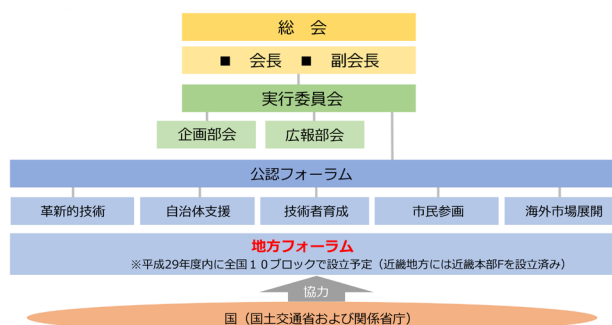 総　会
■　会長　■　副会長
実行委員会
企画部会　広報部会
公認フォーラム
革新的技術　自治体支援　技術者育成　市民参画　海外市場展開
地方フォーラム
※平成29年度内に全国１０ブロックで設立予定（近畿地方には近畿本部Fを設立済み）
協力
国（国土交通省および関係省庁）